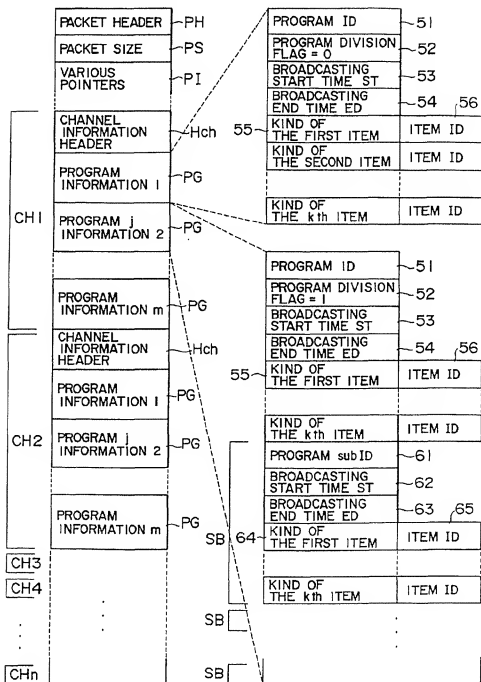 PACKET HEADER PH
PACKET SIZE PS
VARIOUS
POINTERS PI
CH1
CHANNEL
INFORMATION
HEADER Hch
PROGRAM
INFORMATION 1 PG
PROGRAM j
INFORMATION 2 PG
PROGRAM
INFORMATION m PG
CH2
CHANNEL
INFORMATION
HEADER Hch
PROGRAM
INFORMATION 1 PG
PROGRAM j
INFORMATION 2 PG
PROGRAM
INFORMATION m PG
CH3
CH4
CHn
PROGRAM ID 51
PROGRAM DIVISION
FLAG = 0 52
BROADCASTING
START TIME ST 53
BROADCASTING
END TIME ED 54
56
55 KIND OF
THE FIRST ITEM ITEM ID
KIND OF
THE SECOND ITEM ITEM ID
KIND OF
THE kth ITEM ITEM ID
PROGRAM ID 51
PROGRAM DIVISION
FLAG = 1 52
BROADCASTING
START TIME ST 53
BROADCASTING
END TIME ED 54
56
55 KIND OF
THE FIRST ITEM ITEM ID
KIND OF
THE kth ITEM ITEM ID
SB
PROGRAM subID 61
BROADCASTING
START TIME ST 62
BROADCASTING
END TIME ED 63
65
64 KIND OF
THE FIRST ITEM ITEM ID
KIND OF
THE kth ITEM ITEM ID
SB
SB